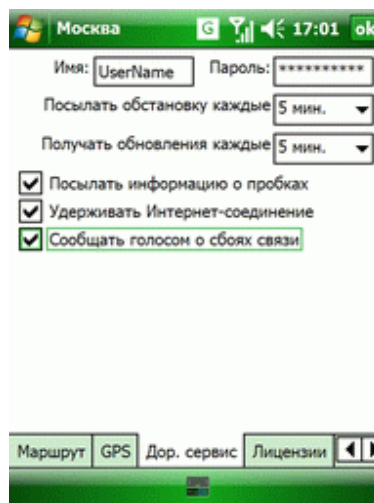 Москва G 17:01 ok
Имя: UserName Пароль: **********
Посылать обстановку каждые 5 мин.
Получать обновления каждые 5 мин.
Посылать информацию о пробках
Удерживать Интернет-соединение
Сообщать голосом о сбоях связи
Маршрут GPS Дор. сервис Лицензии